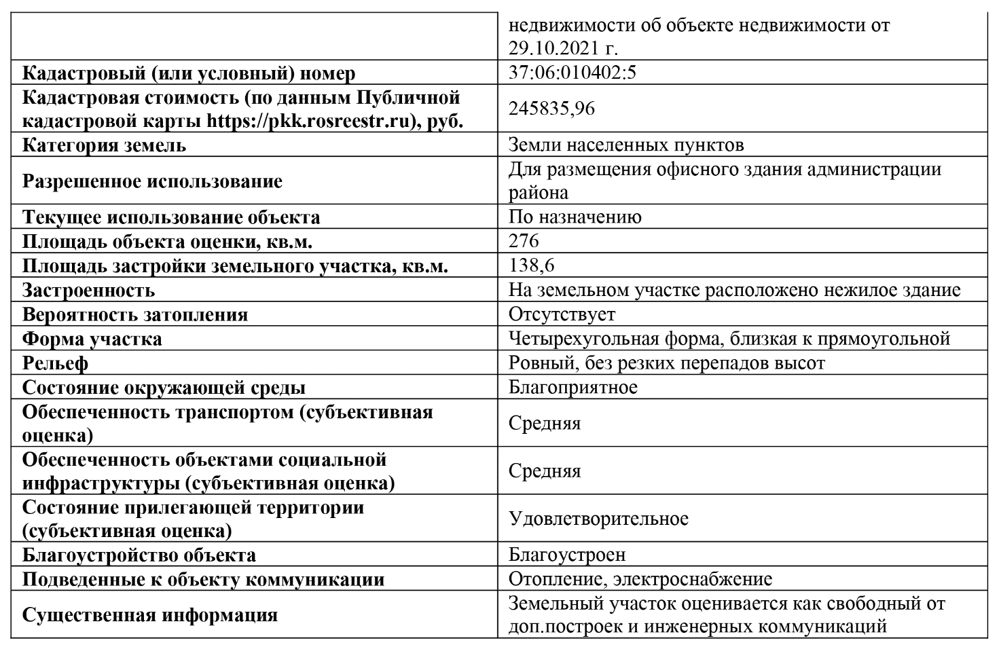 недвижимости об объекте недвижимости от
29.10.2021 г.
Кадастровый (или условный) номер
37:06:010402:5
Кадастровая стоимость (по данным Публичной
кадастровой карты https://pkk.rosreestr.ru), руб.
245835,96
Категория земель
Земли населенных пунктов
Разрешенное использование
Для размещения офисного здания администрации
района
Текущее использование объекта
По назначению
Площадь объекта оценки, кв.м.
276
Площадь застройки земельного участка, кв.м.
138,6
Застроенность
На земельном участке расположено нежилое здание
Вероятность затопления
Отсутствует
Форма участка
Четырехугольная форма, близкая к прямоугольной
Рельеф
Ровный, без резких перепадов высот
Состояние окружающей среды
Благоприятное
Обеспеченность транспортом (субъективная
оценка)
Средняя
Обеспеченность объектами социальной
инфраструктуры (субъективная оценка)
Средняя
Состояние прилегающей территории
(субъективная оценка)
Удовлетворительное
Благоустройство объекта
Благоустроен
Подведенные к объекту коммуникации
Отопление, электроснабжение
Существенная информация
Земельный участок оценивается как свободный от
доп.построек и инженерных коммуникаций